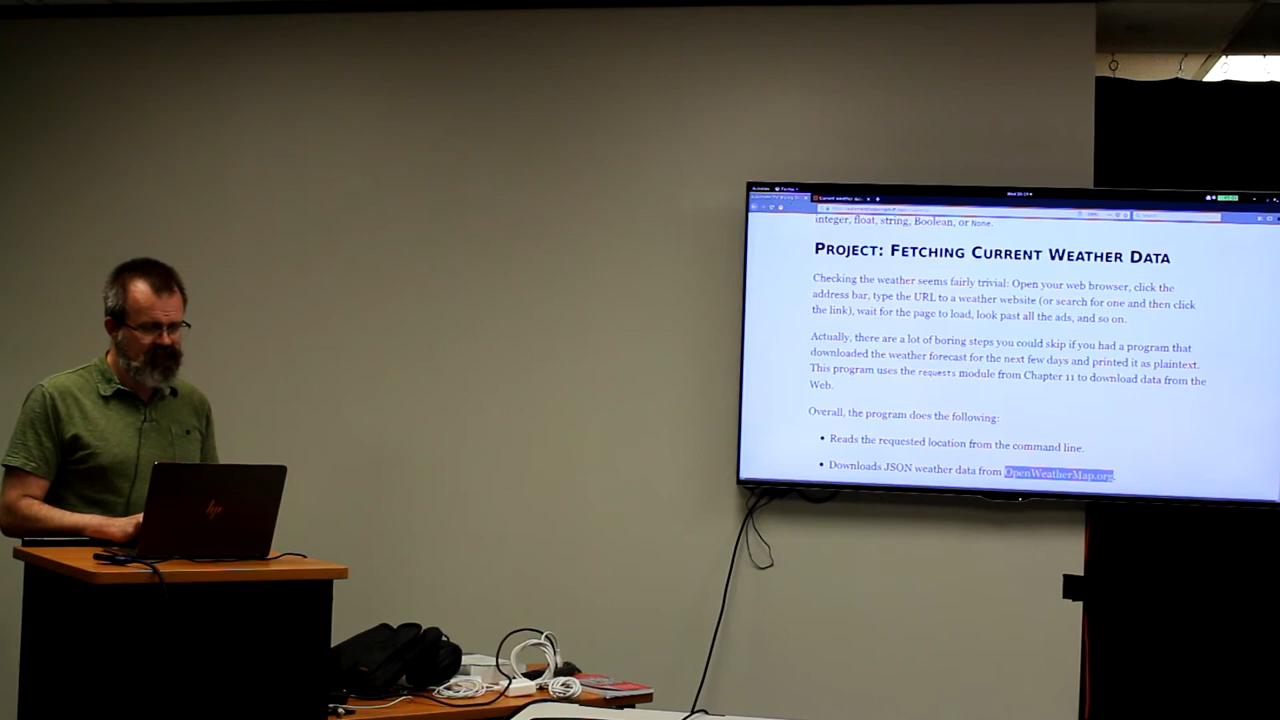 Current weather data
integer, float, string, Boolean, or None.
PROJECT: FETCHING CURRENT WEATHER DATA
Checking the weather seems fairly trivial: Open your web browser, click the
address bar, type the URL to a weather website (or search for one and then click
the link), wait for the page to load, look past all the ads, and so on.
Actually, there are a lot of boring steps you could skip if you had a program that
downloaded the weather forecast for the next few days and printed it as plaintext.
This program uses the requests module from Chapter 11 to download data from the
Web.
Overall, the program does the following:
• Reads the requested location from the command line.
• Downloads JSON weather data from OpenWeatherMap.org.
hp